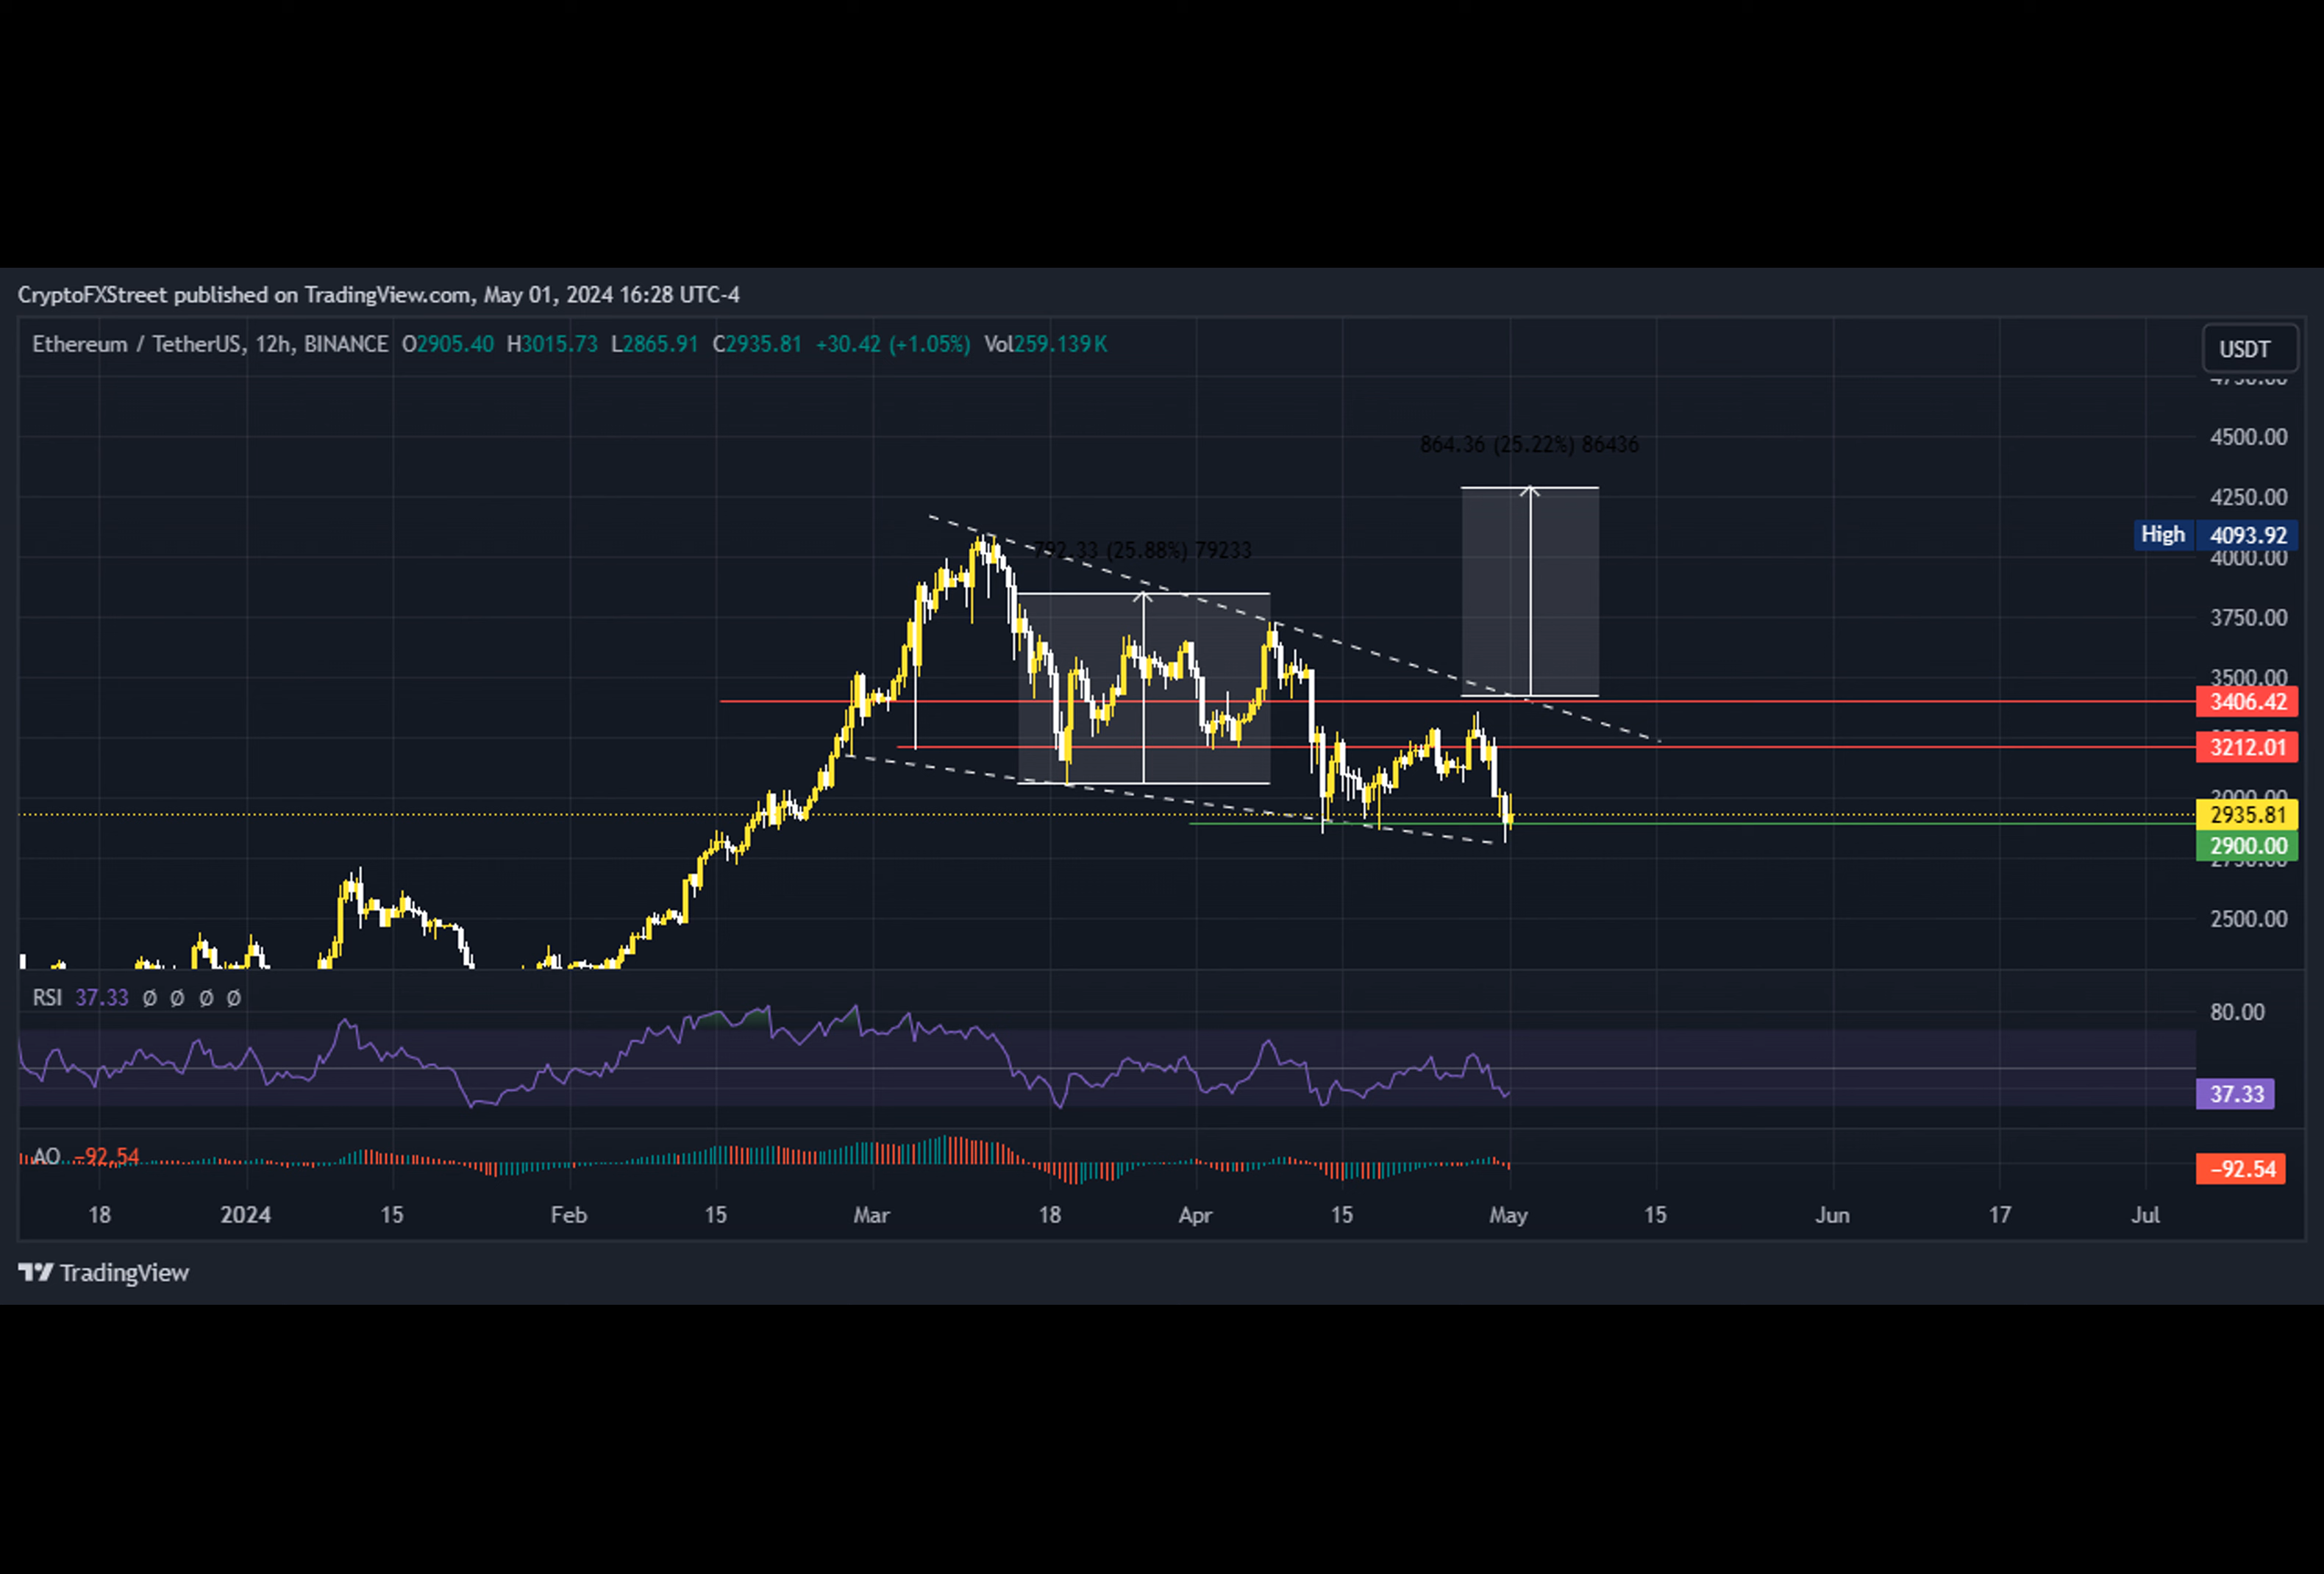 CryptoFXStreet published on TradingView.com, May 01, 2024 16:28 UTC-4
Ethereum / TetherUS, 12h, BINANCE O2905.40 H3015.73 L2865.91 C2935.81 +30.42 (+1.05%) Vol259.139K
USDT
4750.00
864.36 (25.22%) 86436
4500.00
4250.00
High 4093.92
792.33 (25.88%) 79233
4000.00
3750.00
3500.00
3406.42
3212.01
2935.81
2900.00
2750.00
2500.00
RSI 37.33 Ø Ø Ø Ø
80.00
37.33
AO −92.54
−92.54
18 2024 15 Feb 15 Mar 18 Apr 15 May 15 Jun 17 Jul
TradingView